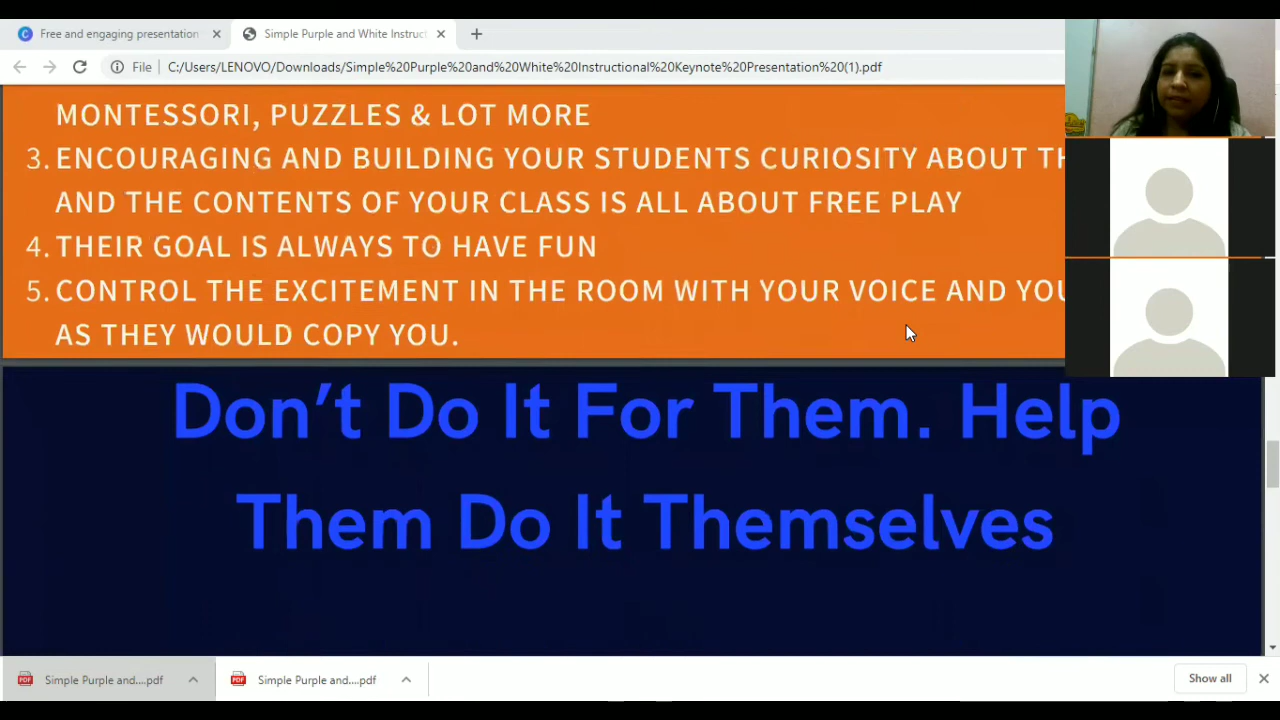 Free and engaging presentation
Simple Purple and White Instruc
File
C:/Users/LENOVO/Downloads/Simple%20Purple%20and%20White%20Instructional%20Keynote%20Presentation%20(1).pdf
MONTESSORI, PUZZLES & LOT MORE
3. ENCOURAGING AND BUILDING YOUR STUDENTS CURIOSITY ABOUT
AND THE CONTENTS OF YOUR CLASS IS ALL ABOUT FREE PLAY
4. THEIR GOAL IS ALWAYS TO HAVE FUN
5. CONTROL THE EXCITEMENT IN THE ROOM WITH YOUR VOICE AND
AS THEY WOULD COPY YOU.
Don’t Do It For Them. Help
Them Do It Themselves
Simple Purple and....pdf
Simple Purple and....pdf
Show all